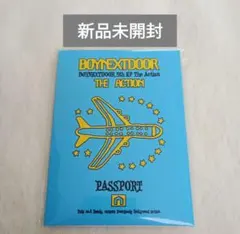 新品未開封
BOYNEXTDOOR
BOYNEXTDOOR 5th EP The Action
THE ACTION
PASSPORT